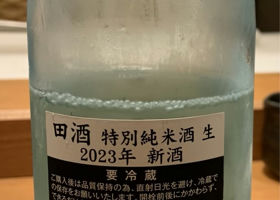 田酒 特別純米酒 生
2023年 新酒
要冷蔵
ご購入後は品質保持の為、直射日光を避け、冷蔵で
の保存をお願いいたします。開栓前後にかかわらず、